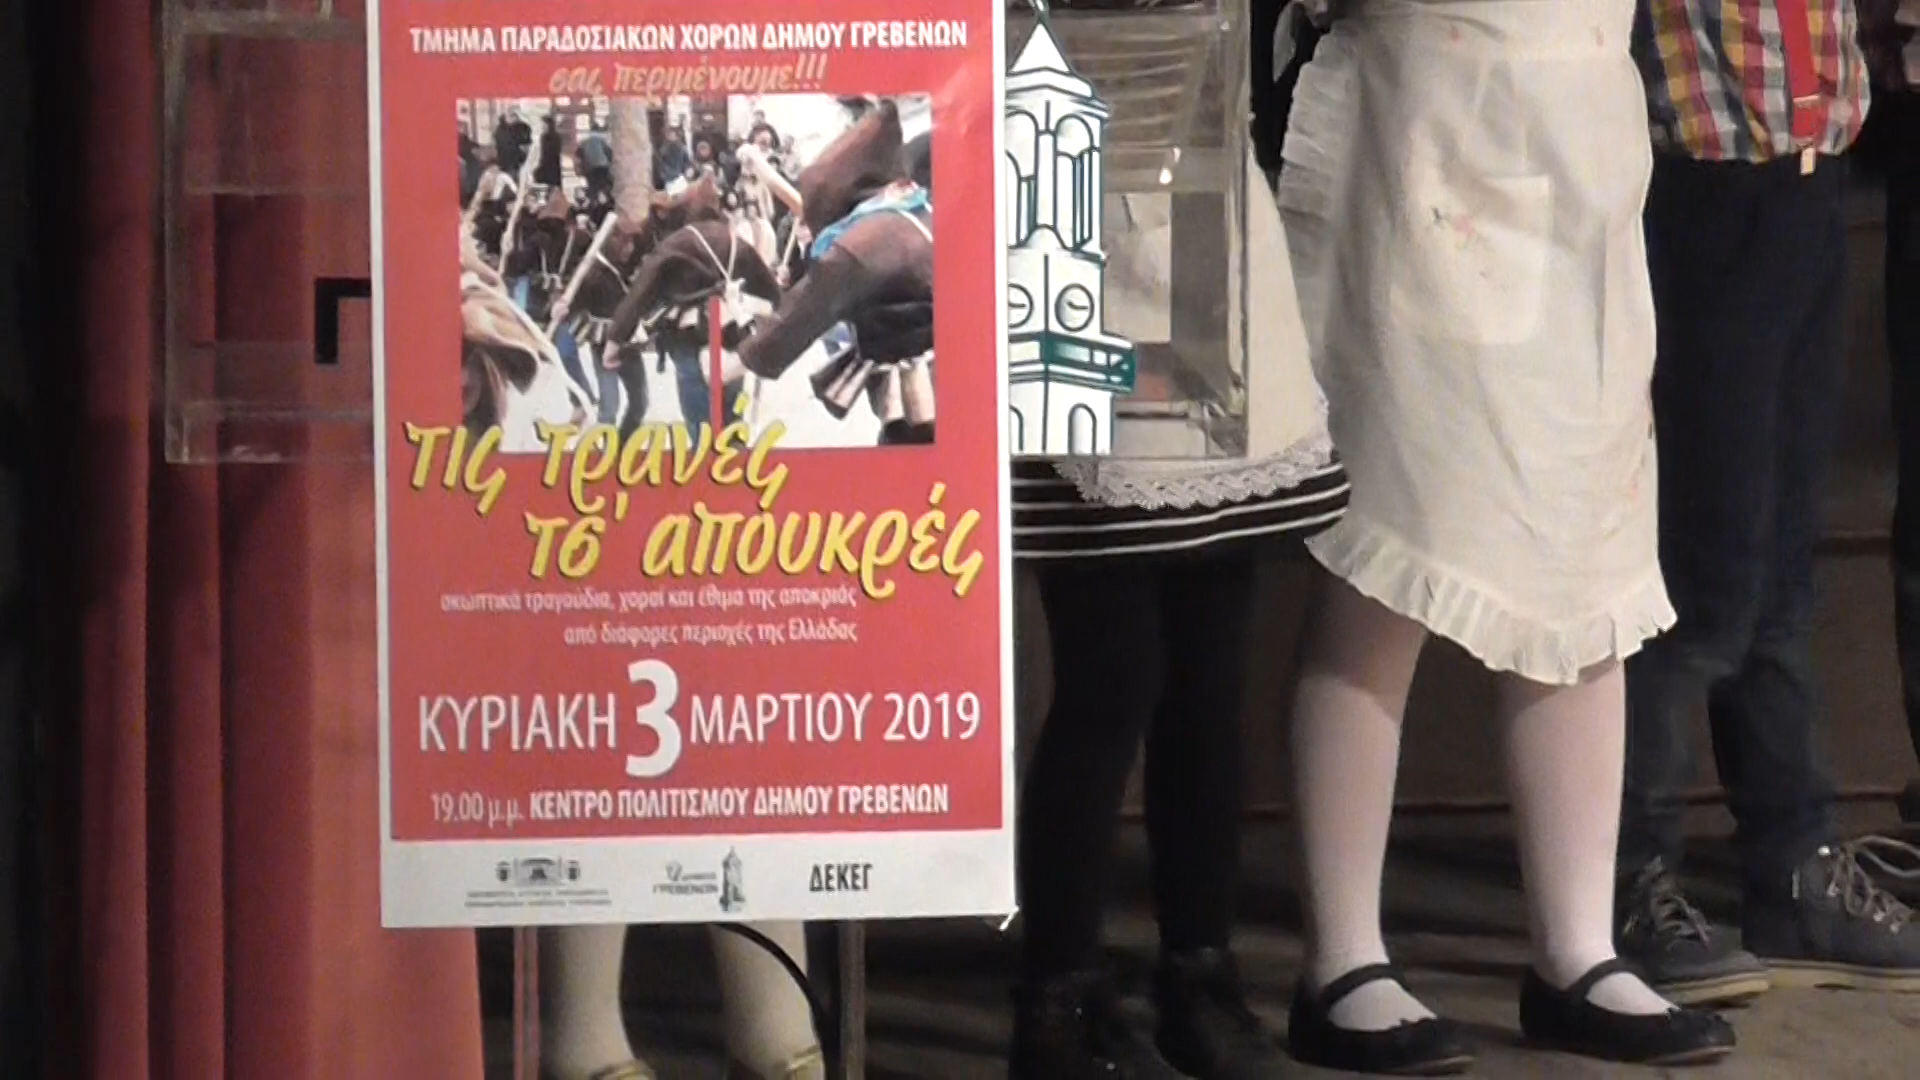 ΤΜΗΜΑ ΠΑΡΑΔΟΣΙΑΚΩΝ ΧΟΡΩΝ ΔΗΜΟΥ ΓΡΕΒΕΝΩΝ
σας περιμένουμε!!!
τις τρανές
τσ' απουκρές
σκωπτικά τραγούδια, χοροί και έθιμα της αποκριάς
από διάφορες περιοχές της Ελλάδας
ΚΥΡΙΑΚΗ 3 ΜΑΡΤΙΟΥ 2019
19.00 μ.μ. ΚΕΝΤΡΟ ΠΟΛΙΤΙΣΜΟΥ ΔΗΜΟΥ ΓΡΕΒΕΝΩΝ
ΓΡΕΒΕΝΩΝ
ΔΕΚΕΓ